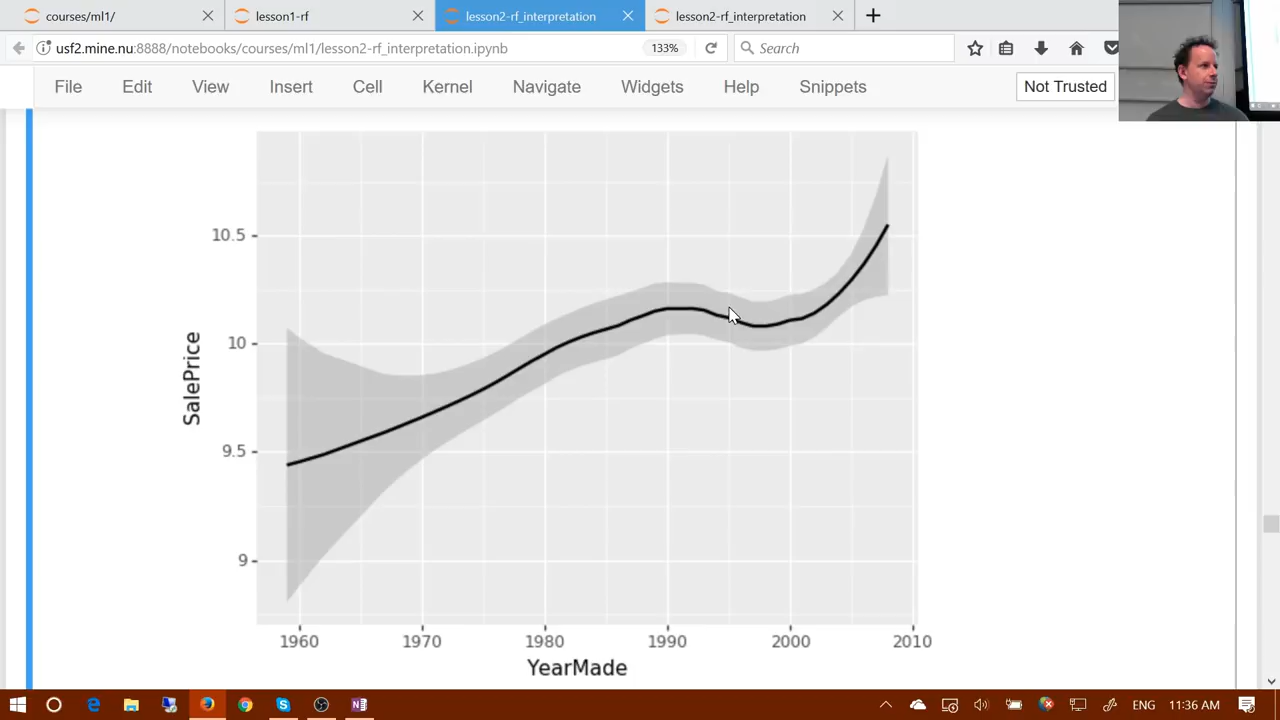 courses/ml1/
lesson1-rf
lesson2-rf_interpretation
lesson2-rf_interpretation
usf2.mine.nu:8888/notebooks/courses/ml1/lesson2-rf_interpretation.ipynb
133%
Search
File Edit View Insert Cell Kernel Navigate Widgets Help Snippets
Not Trusted
10.5
10
9.5
9
SalePrice
1960 1970 1980 1990 2000 2010
YearMade
ENG
11:36 AM